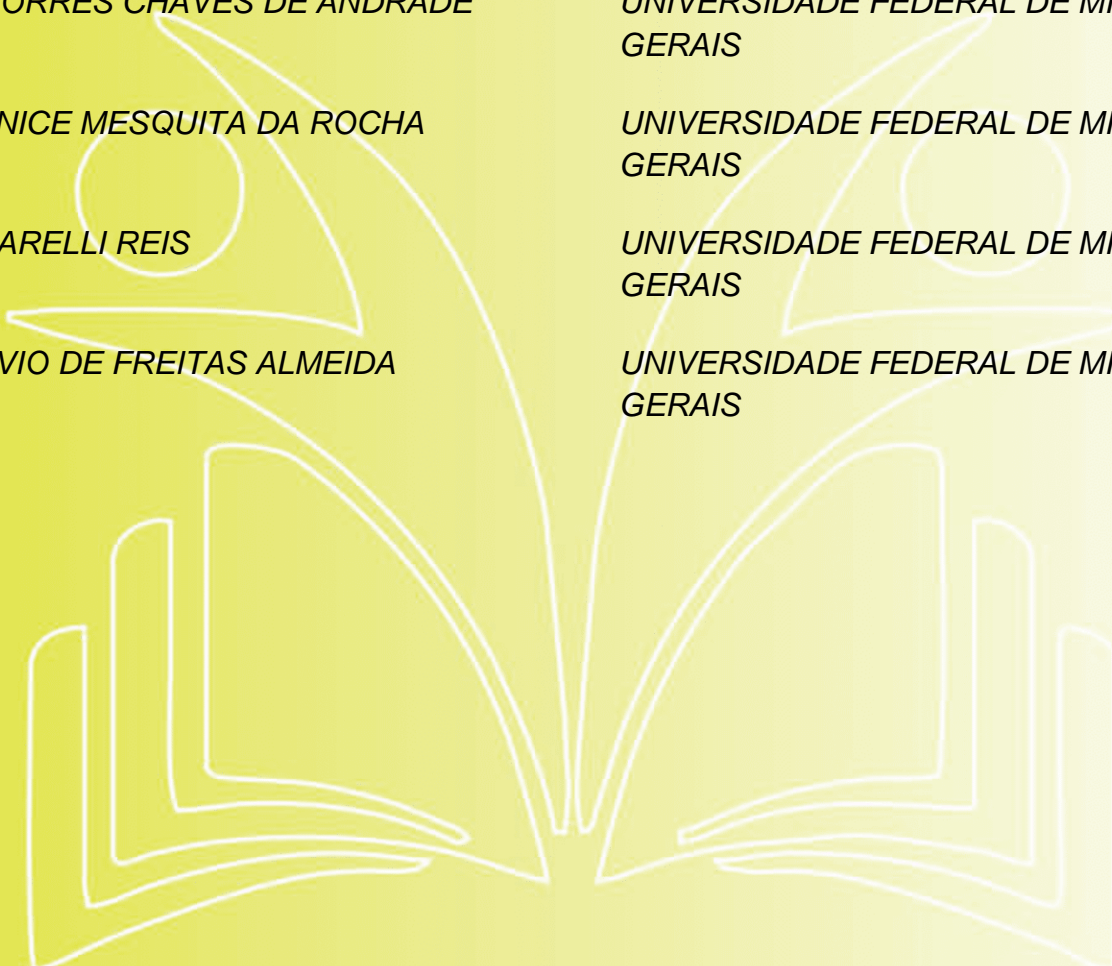 ORRES CHAVES DE ANDRADE UNIVERSIDADE FEDERAL DE MI
GERAIS
NICE MESQUITA DA ROCHA UNIVERSIDADE FEDERAL DE MI
GERAIS
ARELLI REIS UNIVERSIDADE FEDERAL DE MI
GERAIS
VIO DE FREITAS ALMEIDA UNIVERSIDADE FEDERAL DE MI
GERAIS